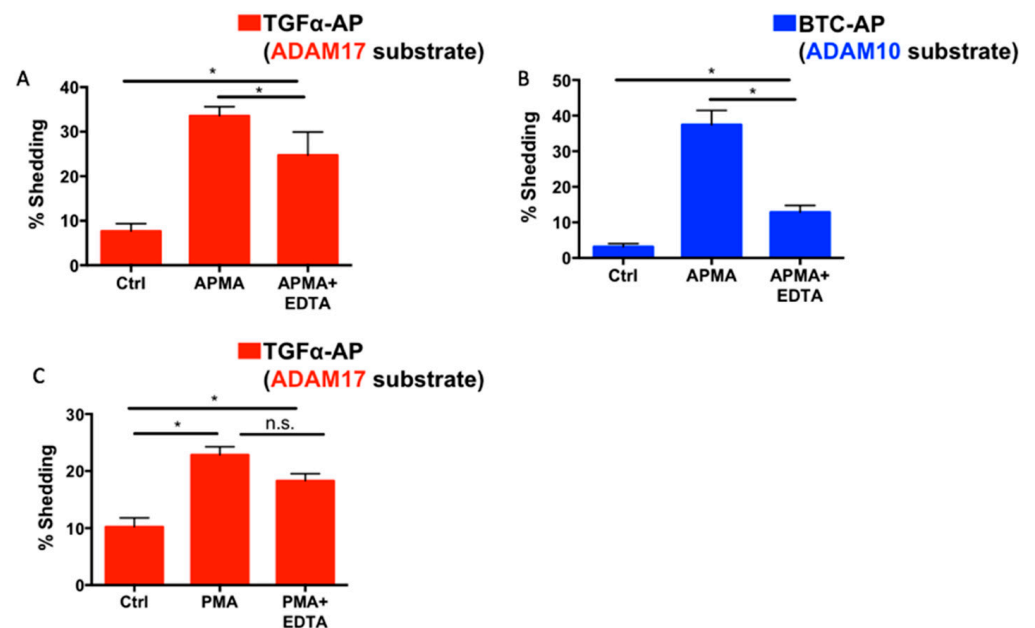 TGFα-AP
(ADAM17 substrate)
A
*
*
% Shedding
40
30
20
10
0
Ctrl
APMA
APMA+
EDTA
BTC-AP
(ADAM10 substrate)
B
*
*
% Shedding
50
40
30
20
10
0
Ctrl
APMA
APMA+
EDTA
TGFα-AP
(ADAM17 substrate)
C
*
*
n.s.
% Shedding
30
20
10
0
Ctrl
PMA
PMA+
EDTA